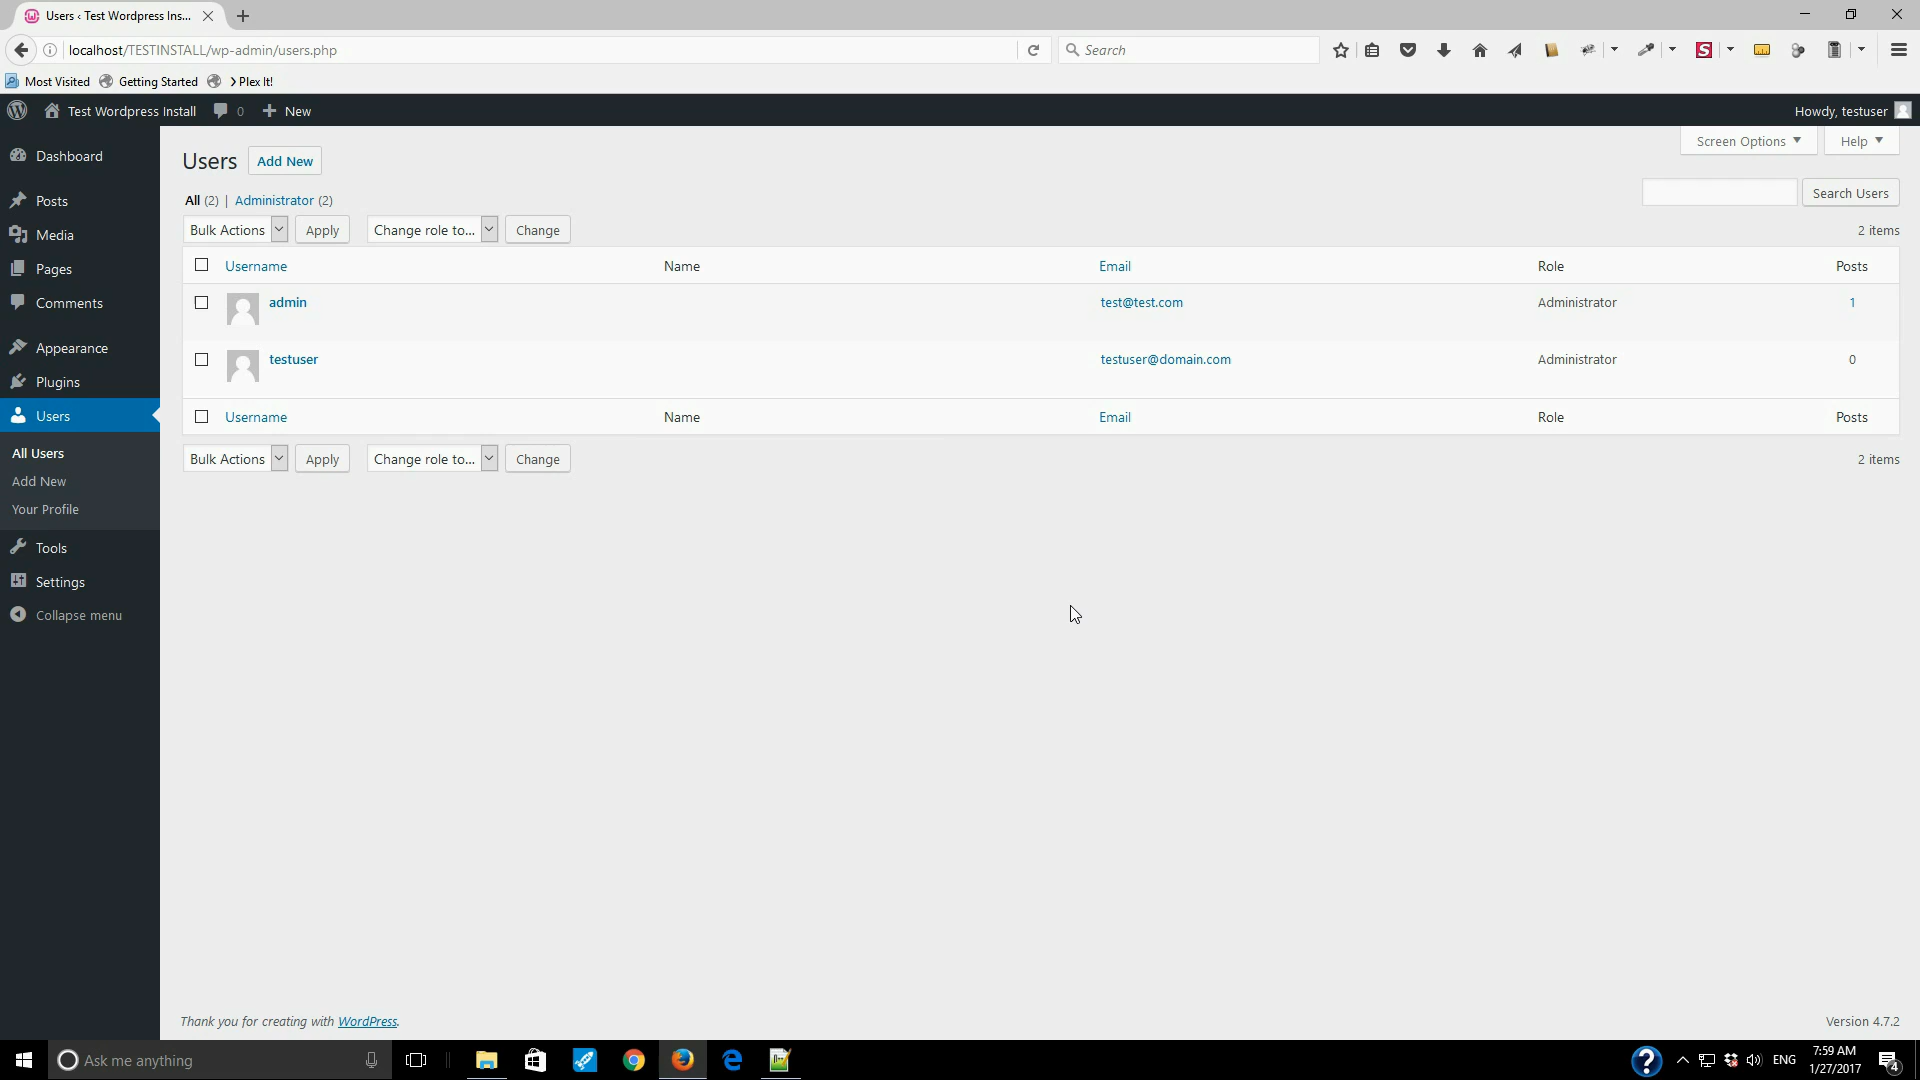 Users ‹ Test Wordpress Ins...
localhost/TESTINSTALL/wp-admin/users.php
Search
S
Most Visited
Getting Started
Plex It!
Test Wordpress Install
0
New
Howdy, testuser
Dashboard
Posts
Media
Pages
Comments
Appearance
Plugins
Users
All Users
Add New
Your Profile
Tools
Settings
Collapse menu
Users
Add New
Screen Options
Help
All (2) | Administrator (2)
Search Users
Bulk Actions
Apply
Change role to...
Change
2 items
Username Name Email Role Posts
admin test@test.com Administrator 1
testuser testuser@domain.com Administrator 0
Username Name Email Role Posts
Bulk Actions
Apply
Change role to...
Change
2 items
Thank you for creating with WordPress.
Version 4.7.2
Ask me anything
ENG
7:59 AM
1/27/2017
4